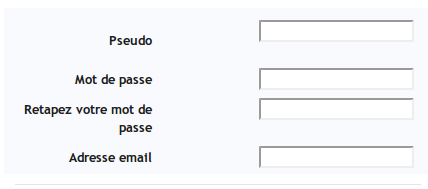 Pseudo
Mot de passe
Retapez votre mot de
passe
Adresse email